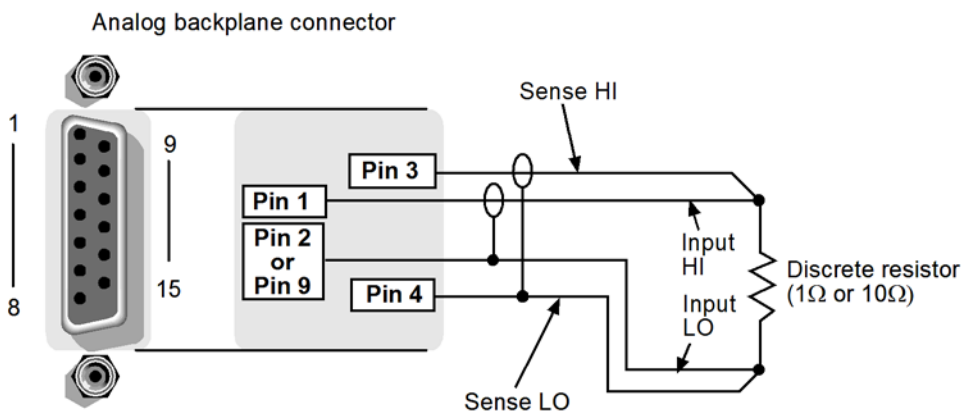 Analog backplane connector
1
8
9
15
Pin 3
Pin 1
Pin 2
or
Pin 9
Pin 4
Sense HI
Input
HI
Input
LO
Sense LO
Discrete resistor
(1Ω or 10Ω)